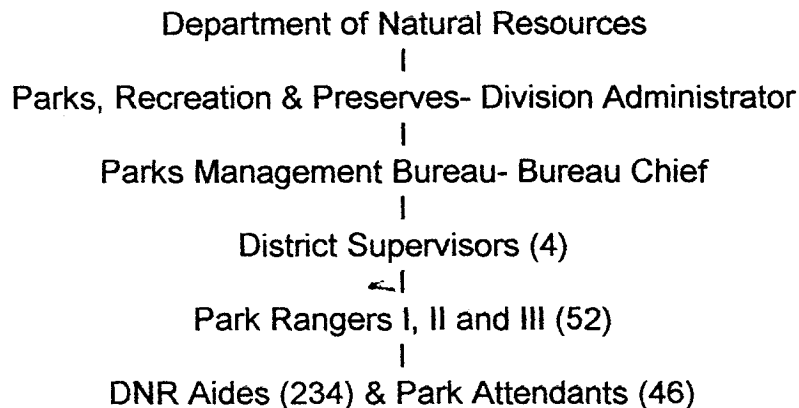 Department of Natural Resources
Parks, Recreation & Preserves- Division Administrator
Parks Management Bureau- Bureau Chief
District Supervisors (4)
Park Rangers I, II and III (52)
DNR Aides (234) & Park Attendants (46)